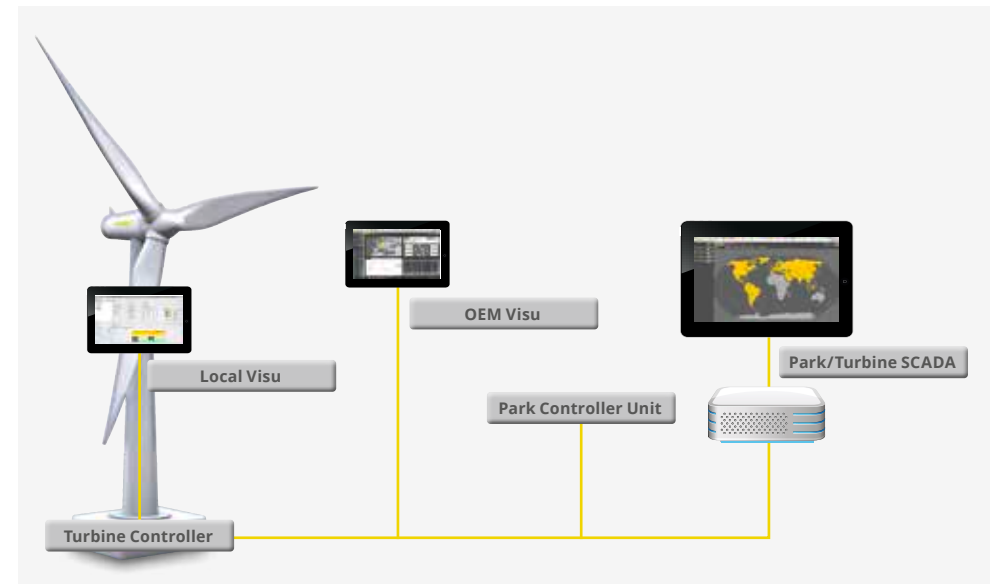 OEM Visu
Park/Turbine SCADA
Local Visu
Park Controller Unit
Turbine Controller